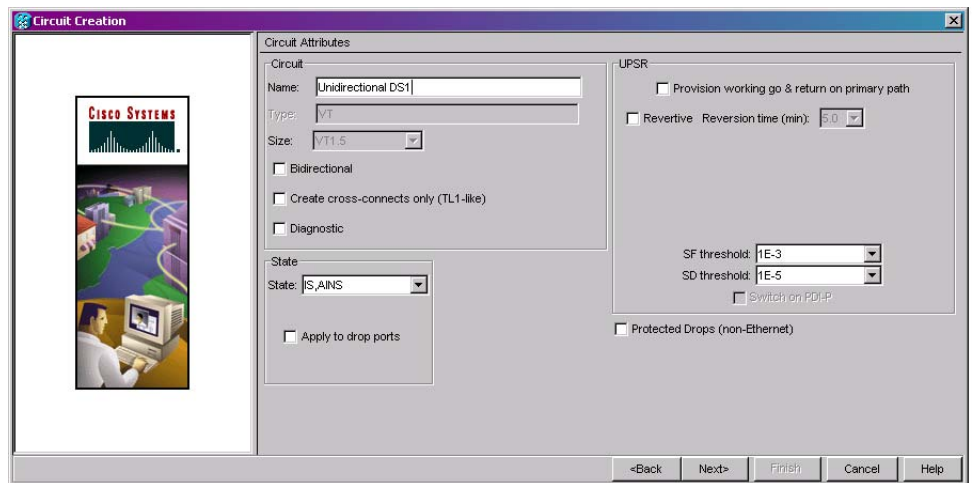 Circuit Creation
CISCO SYSTEMS
Circuit Attributes
Circuit
Name: Unidirectional DS1
Type: VT
Size: VT1.5
Bidirectional
Create cross-connects only (TL1-like)
Diagnostic
State
State: IS,AINS
Apply to drop ports
UPSR
Provision working go & return on primary path
Revertive Reversion time (min): 5.0
SF threshold: 1E-3
SD threshold: 1E-5
Switch on PDI-P
Protected Drops (non-Ethernet)
<Back Next> Finish Cancel Help